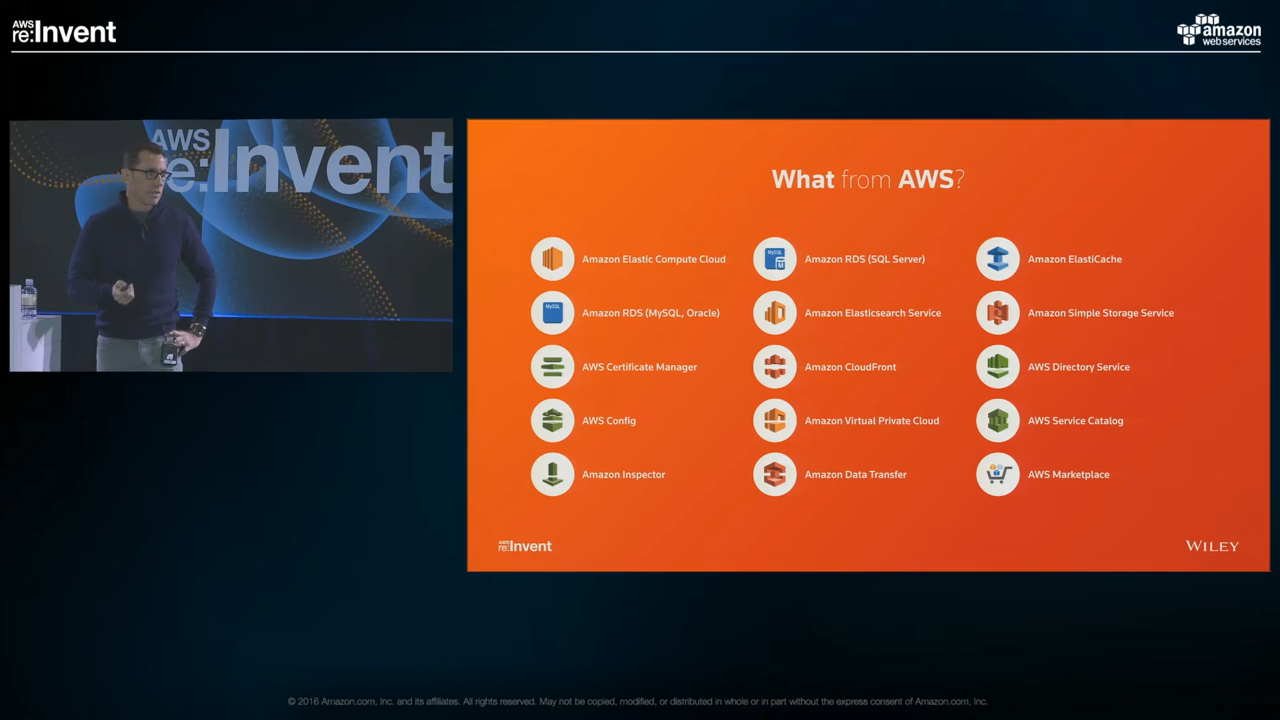 AWS
re:Invent
amazon
webservices
AWS
re:Invent
What from AWS?
Amazon Elastic Compute Cloud
MySQL
M
Amazon RDS (SQL Server)
Amazon ElastiCache
MySQL
Amazon RDS (MySQL, Oracle)
Amazon Elasticsearch Service
Amazon Simple Storage Service
AWS Certificate Manager
Amazon CloudFront
AWS Directory Service
AWS Config
Amazon Virtual Private Cloud
AWS Service Catalog
Amazon Inspector
Amazon Data Transfer
AWS Marketplace
AWS
re:Invent
WILEY
© 2016 Amazon.com, Inc. and its affiliates. All rights reserved. May not be copied, modified, or distributed in whole or in part without the express consent of Amazon.com, Inc.